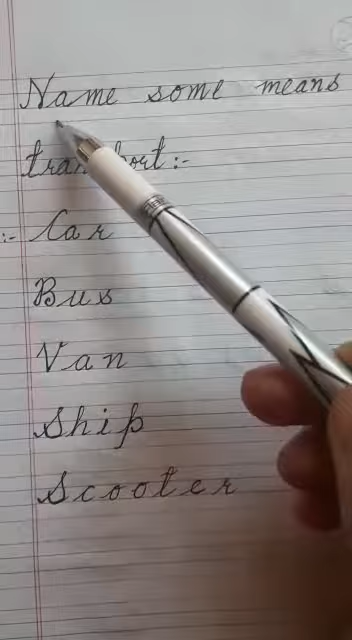 Name some means
transport:-
:- Car
Bus
Van
Ship
Scooter